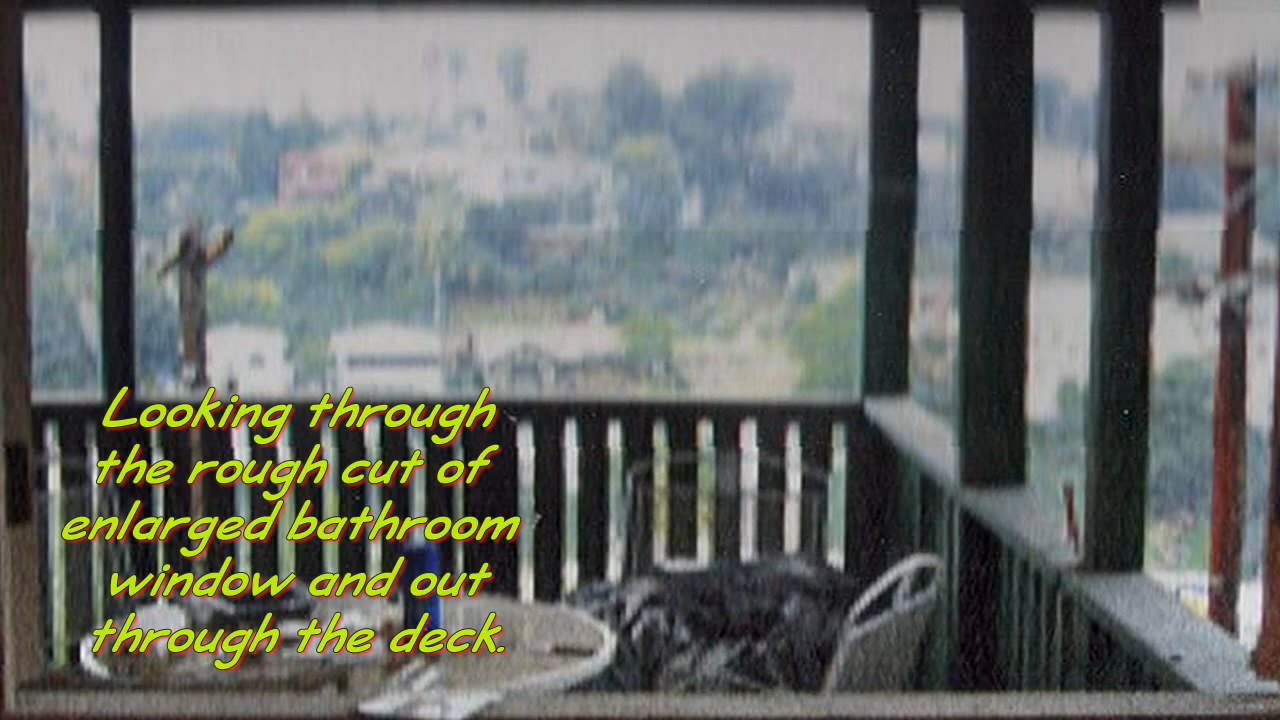 Looking through
the rough cut of
enlarged bathroom
window and out
through the deck.